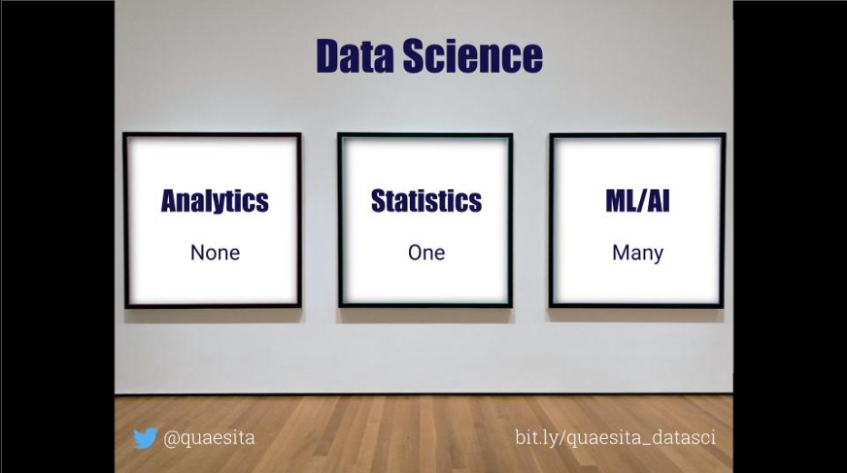 Data Science
Analytics
None
Statistics
One
ML/AI
Many
@quaesita
bit.ly/quaesita_datasci